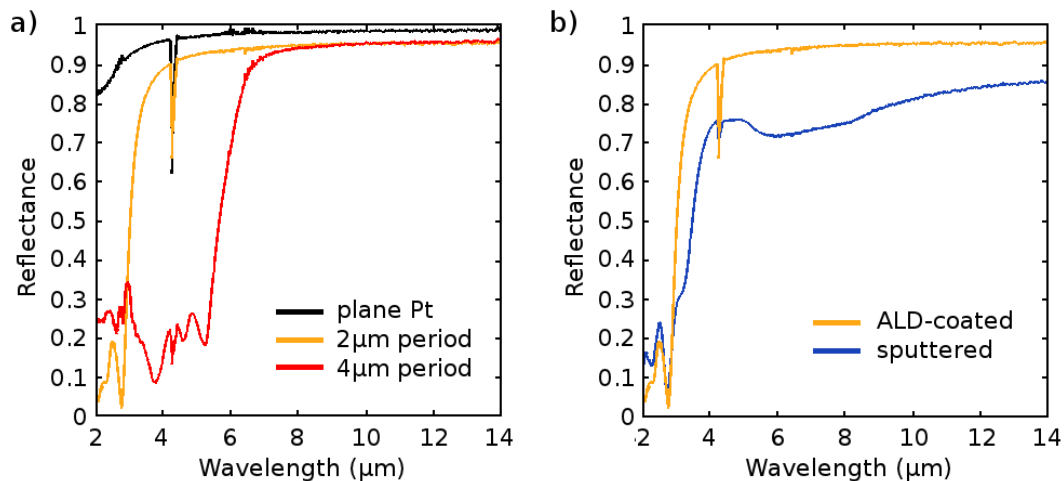 a)
Reflectance
1
0.9
0.8
0.7
0.6
0.5
0.4
0.3
0.2
0.1
0
plane Pt
2μm period
4μm period
2 4 6 8 10 12 14
Wavelength (μm)
b)
Reflectance
1
0.9
0.8
0.7
0.6
0.5
0.4
0.3
0.2
0.1
0
ALD-coated
sputtered
2 4 6 8 10 12 14
Wavelength (μm)